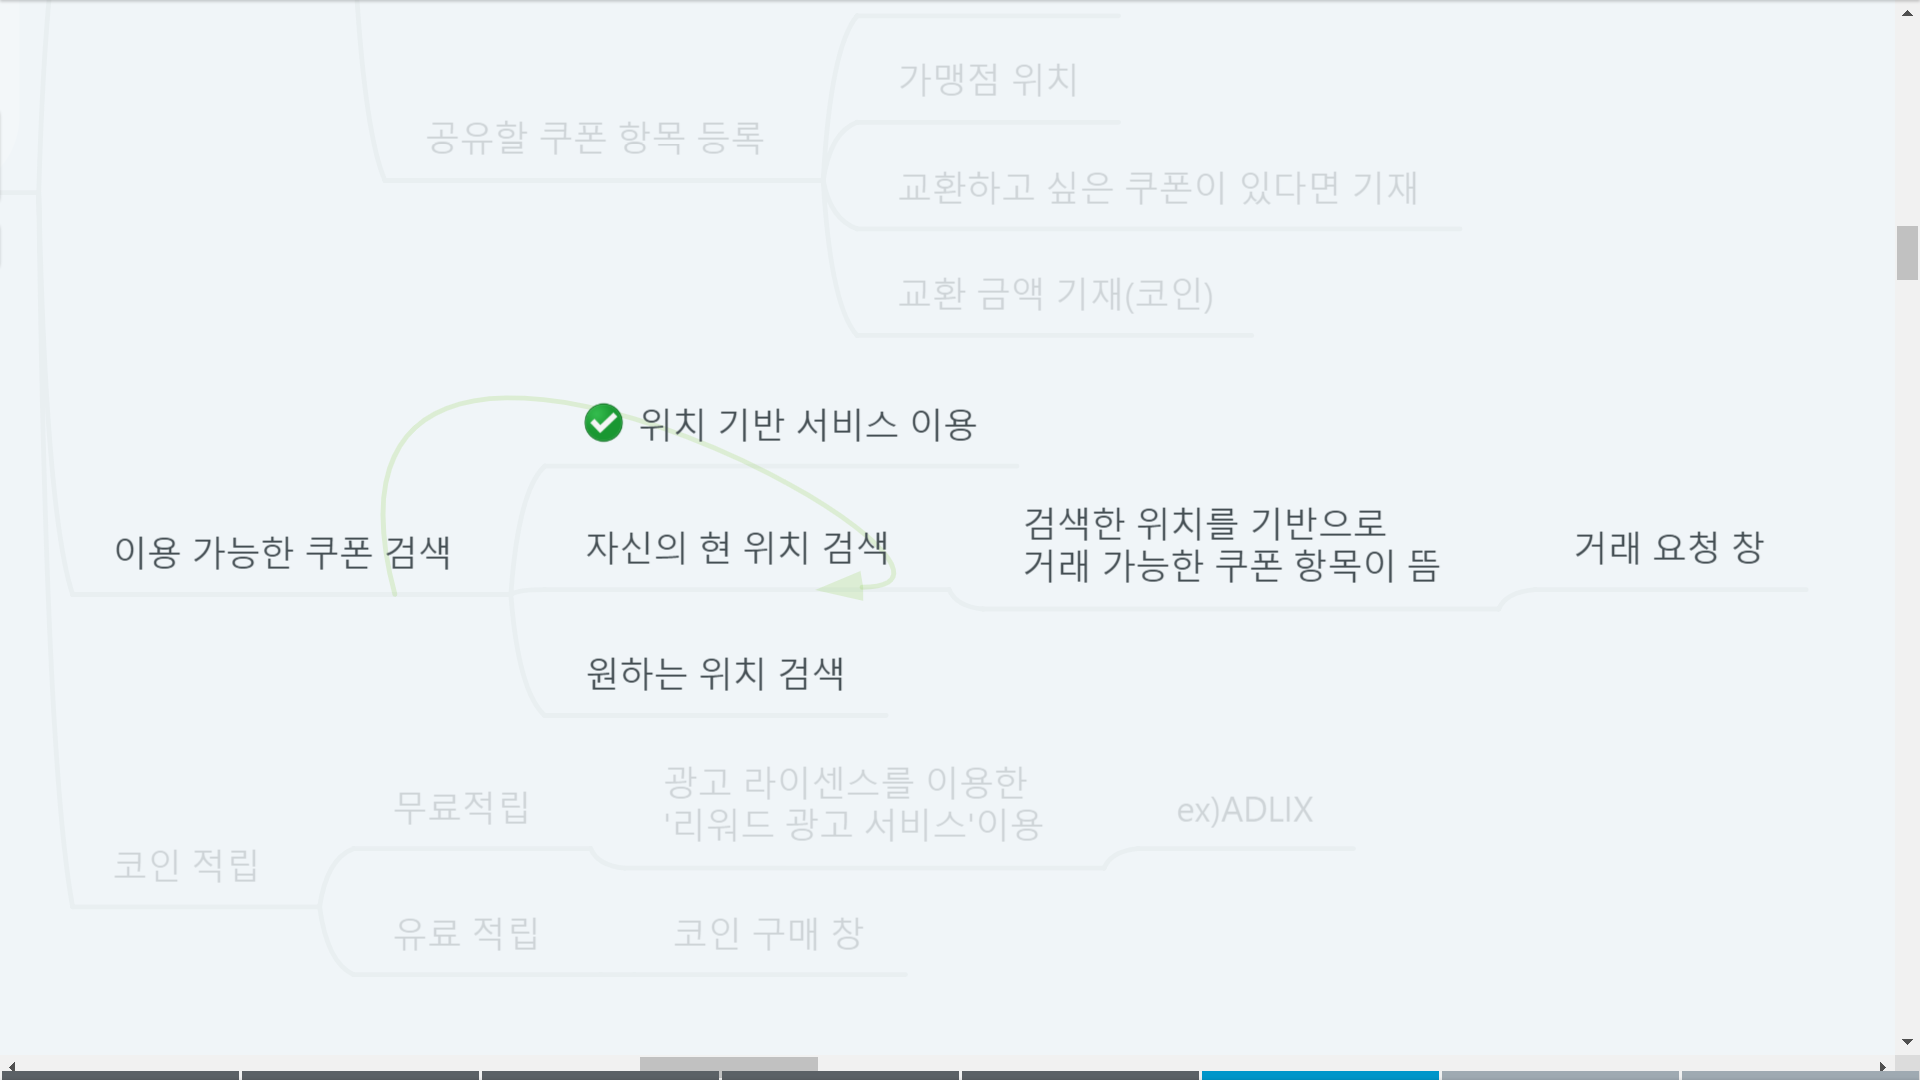 가맹점 위치
공유할 쿠폰 항목 등록
교환하고 싶은 쿠폰이 있다면 기재
교환 금액 기재(코인)
위치 기반 서비스 이용
이용 가능한 쿠폰 검색
자신의 현 위치 검색
검색한 위치를 기반으로
거래 가능한 쿠폰 항목이 뜸
거래 요청 창
원하는 위치 검색
코인 적립
무료적립
광고 라이센스를 이용한
'리워드 광고 서비스'이용
ex)ADLIX
유료 적립
코인 구매 창